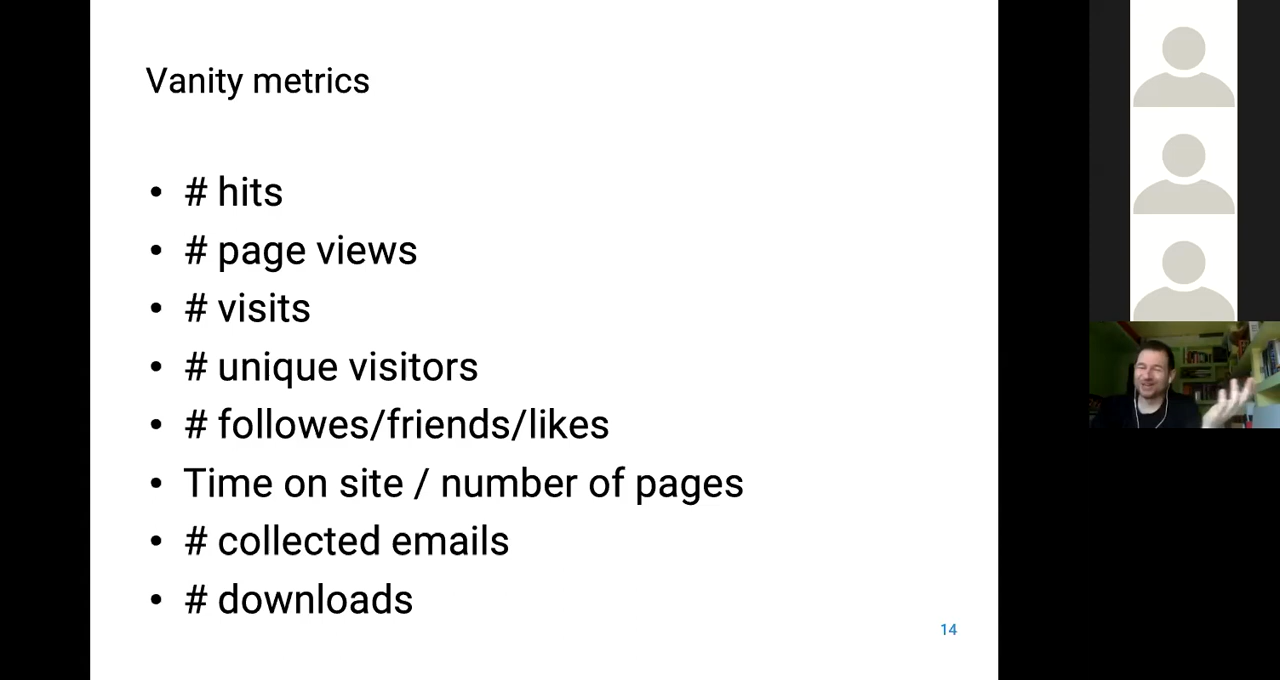 Vanity metrics
• # hits
• # page views
• # visits
• # unique visitors
• # followes/friends/likes
• Time on site / number of pages
• # collected emails
• # downloads
14